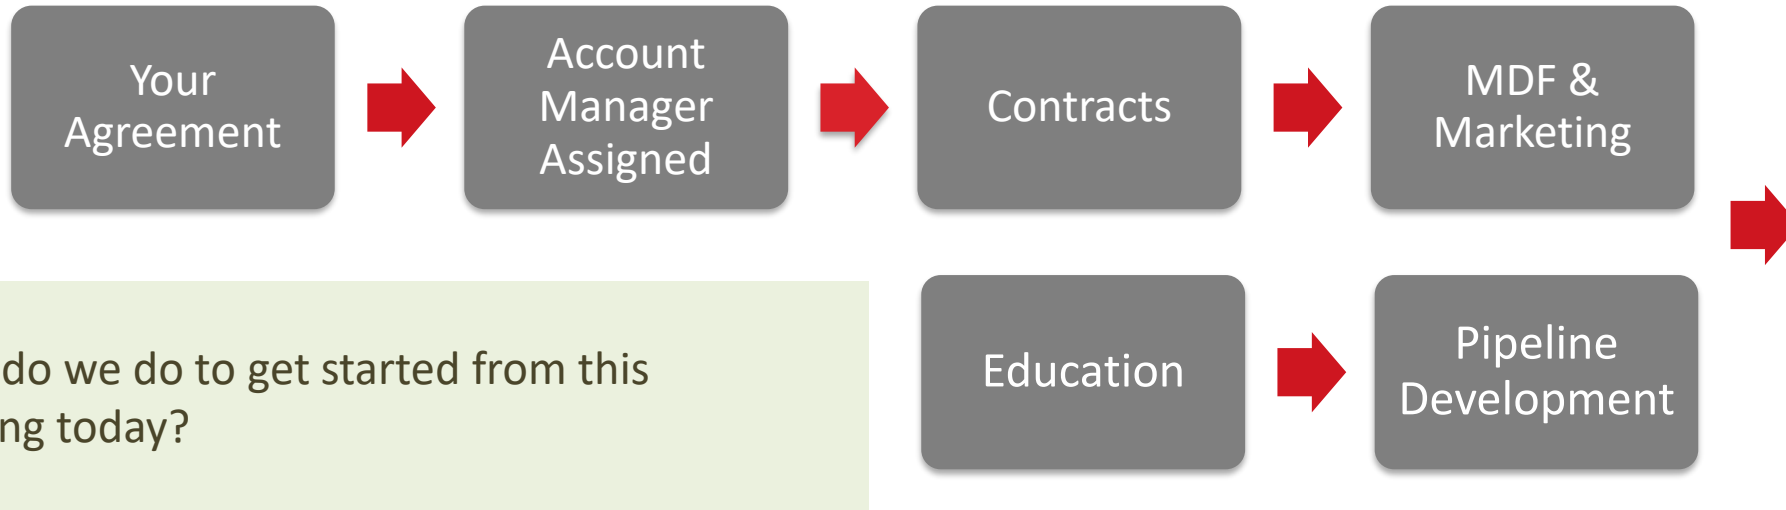 Your
Agreement
Account
Manager
Assigned
Contracts
MDF &
Marketing
Education
Pipeline
Development
do we do to get started from this
ng today?